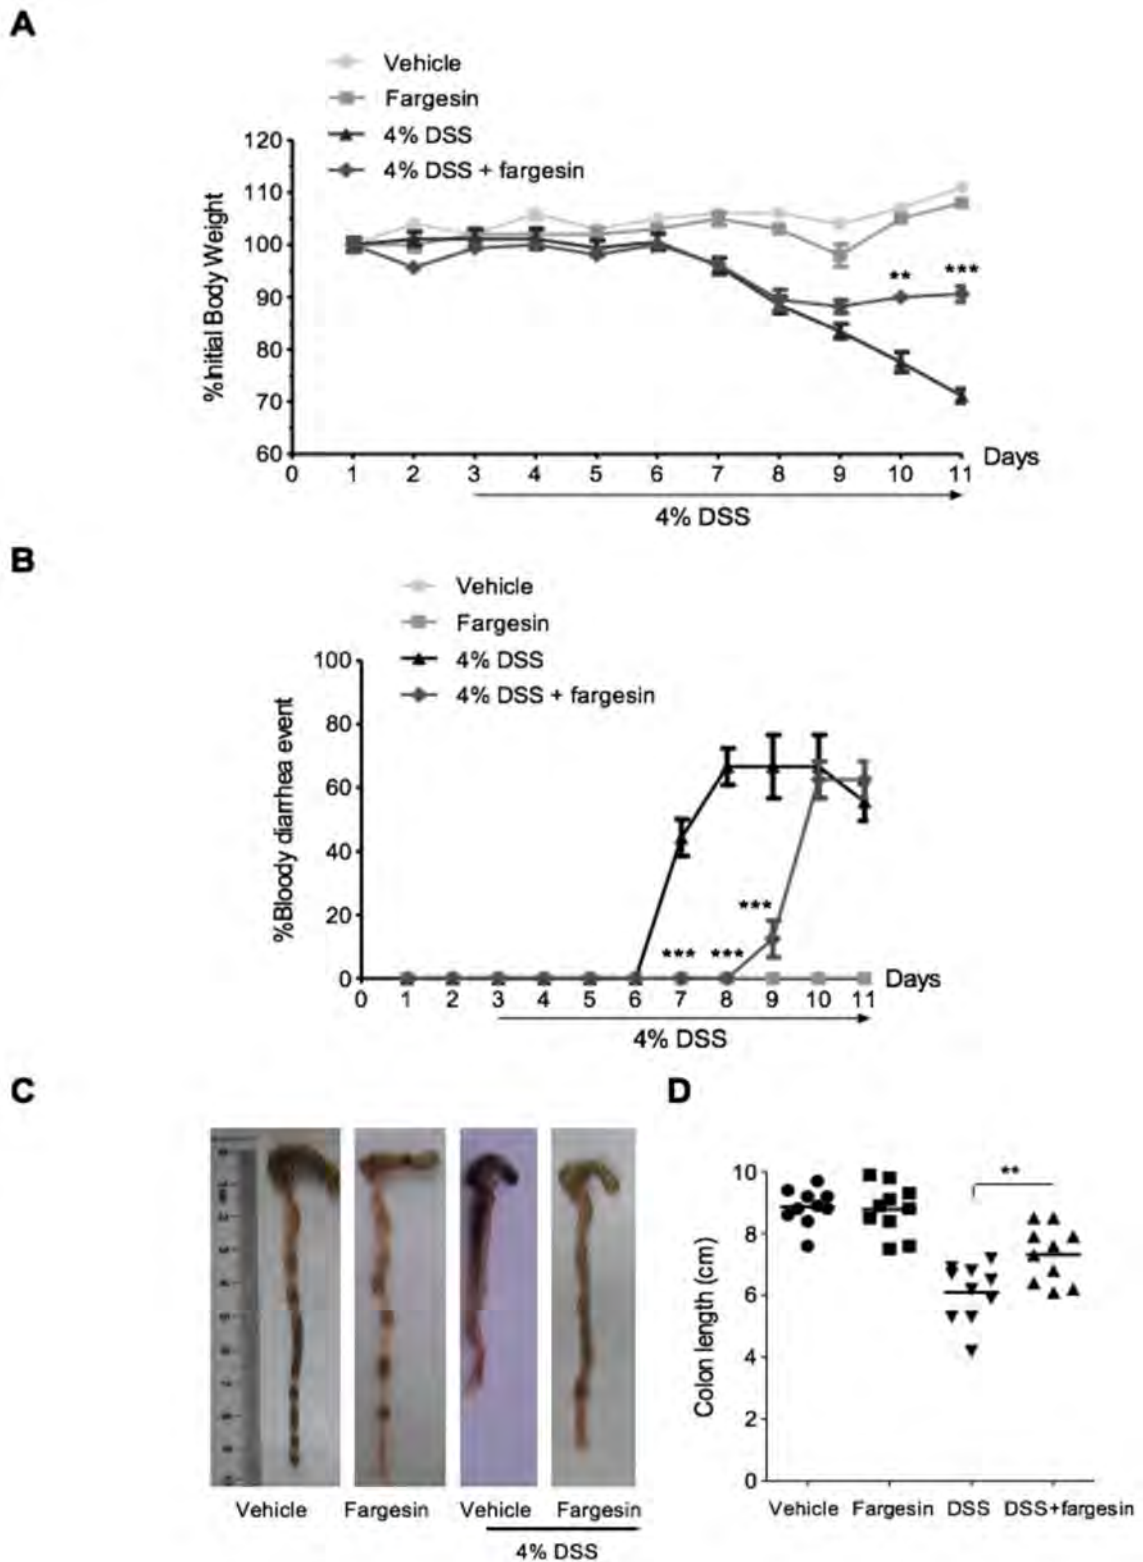 A
Vehicle
Fargesin
4% DSS
4% DSS + fargesin
%Initial Body Weight
120
110
100
90
80
70
60
** ***
0 1 2 3 4 5 6 7 8 9 10 11 Days
4% DSS
B
Vehicle
Fargesin
4% DSS
4% DSS + fargesin
%Bloody diarrhea event
100
80
60
40
20
0
***
*** ***
0 1 2 3 4 5 6 7 8 9 10 11 Days
4% DSS
C
Vehicle Fargesin Vehicle Fargesin
4% DSS
D
Colon length (cm)
10
8
6
4
2
0
**
Vehicle Fargesin DSS DSS+fargesin